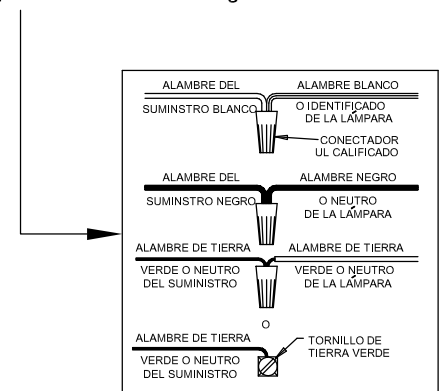 ALAMBRE DEL
SUMINSTRO BLANCO
ALAMBRE BLANCO
O IDENTIFICADO
DE LA LÁMPARA
CONECTADOR
UL CALIFICADO
ALAMBRE DEL
SUMINSTRO NEGRO
ALAMBRE NEGRO
O NEUTRO
DE LA LÁMPARA
ALAMBRE DE TIERRA
VERDE O NEUTRO
DEL SUMINISTRO
ALAMBRE DE TIERRA
VERDE O NEUTRO
DE LA LÁMPARA
O
ALAMBRE DE TIERRA
VERDE O NEUTRO
DEL SUMINISTRO
TORNILLO DE
TIERRA VERDE